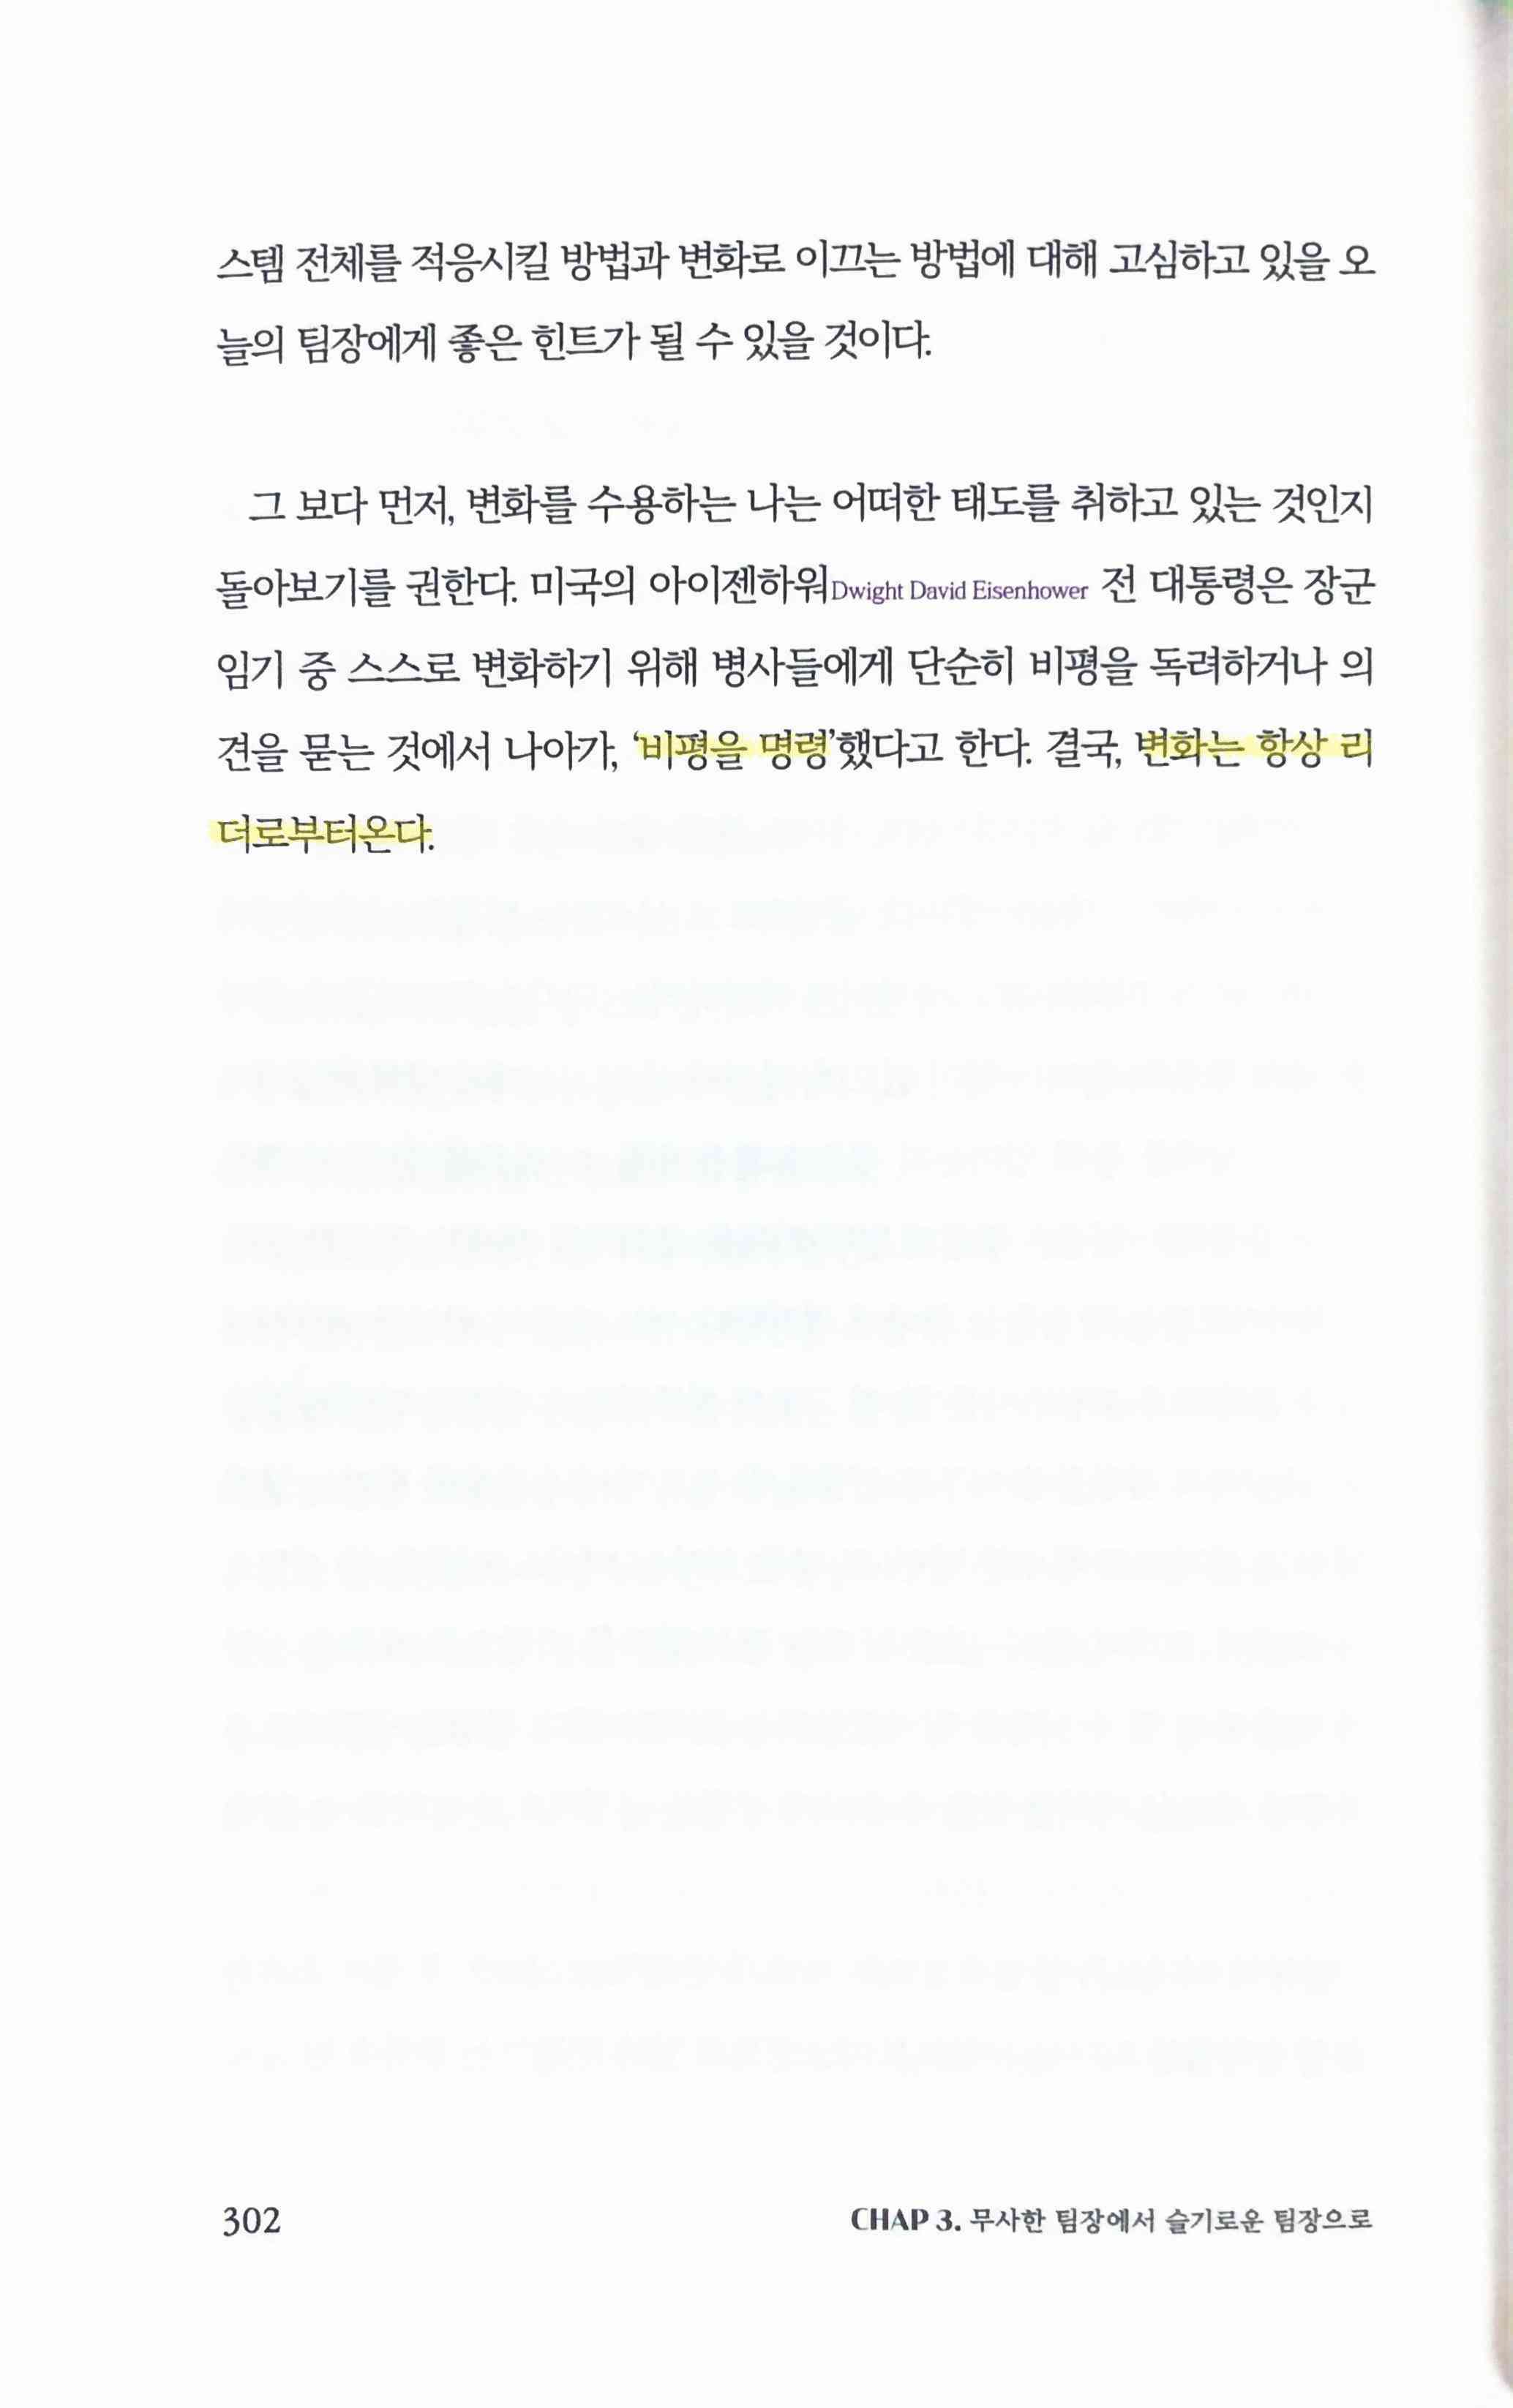 스템 전체를 적응시킬 방법과 변화로 이끄는 방법에 대해 고심하고 있을 오
늘의 팀장에게 좋은 힌트가 될 수 있을 것이다.
그 보다 먼저, 변화를 수용하는 나는 어떠한 태도를 취하고 있는 것인지
돌아보기를 권한다. 미국의 아이젠하워Dwight David Eisenhower 전 대통령은 장군
임기 중 스스로 변화하기 위해 병사들에게 단순히 비평을 독려하거나 의
견을 묻는 것에서 나아가, ‘비평을 명령’했다고 한다. 결국, 변화는 항상 리
더로부터온다.
302
CHAP 3. 무사한 팀장에서 슬기로운 팀장으로